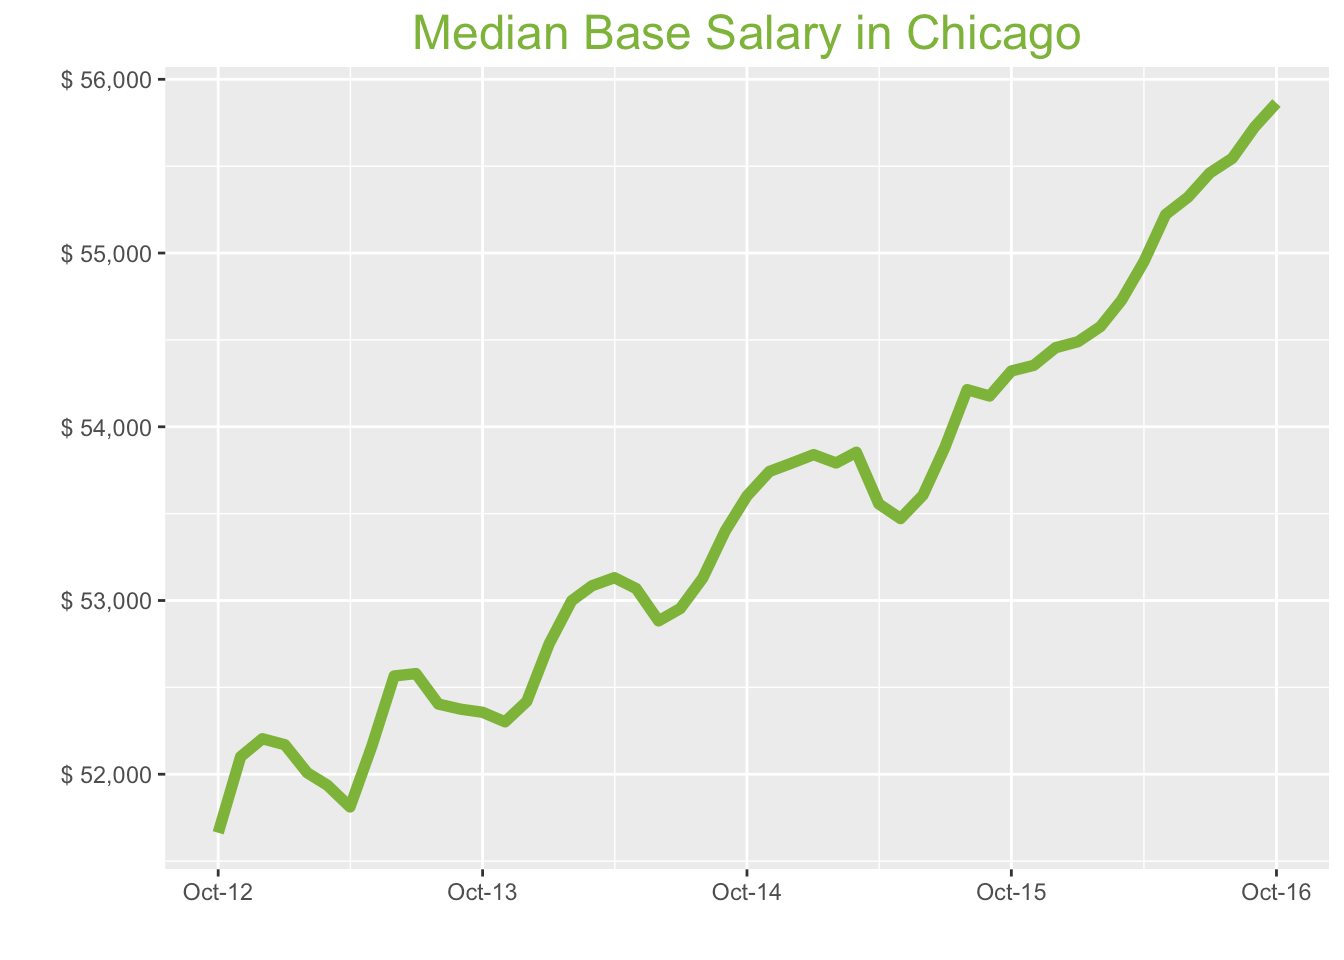 Median Base Salary in Chicago
$ 56,000
$ 55,000
$ 54,000
$ 53,000
$ 52,000
Oct-12 Oct-13 Oct-14 Oct-15 Oct-16